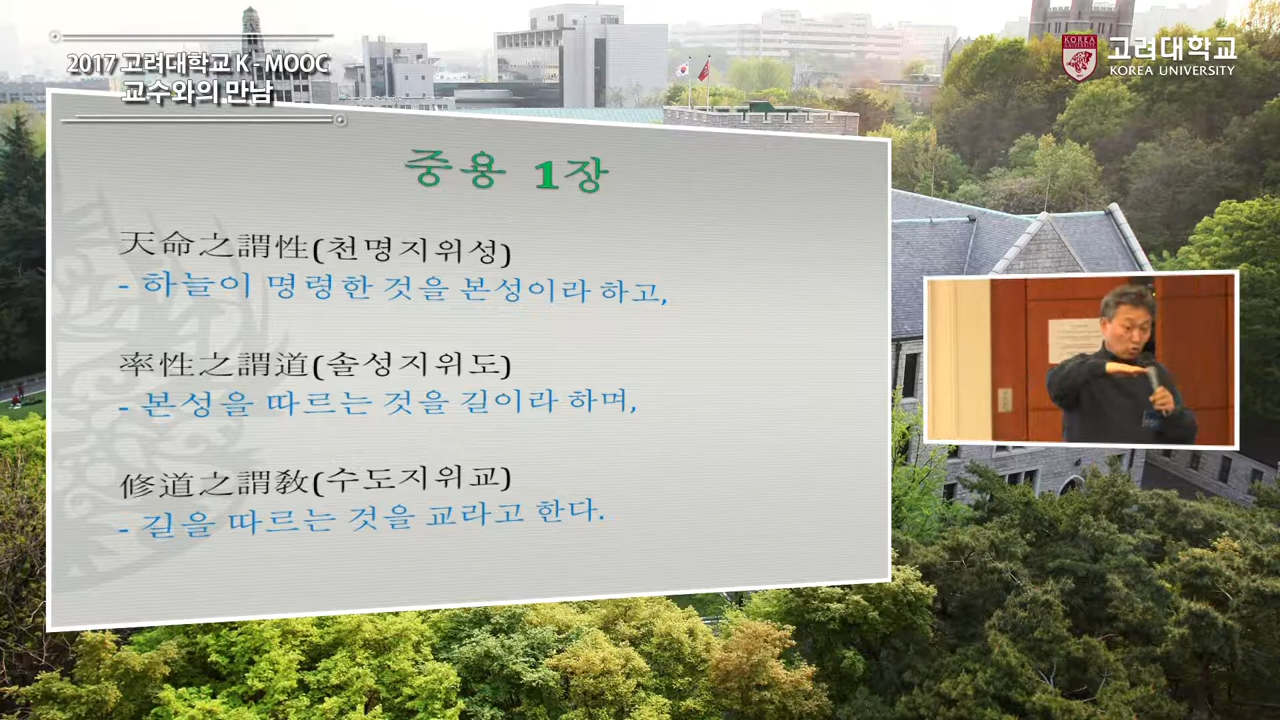 2017 고려대학교 K - MOOC
교수와의 만남
고려대학교
KOREA UNIVERSITY
중용 1장
天命之謂性(천명지위성)
- 하늘이 명령한 것을 본성이라 하고,
率性之謂道(솔성지위도)
- 본성을 따르는 것을 길이라 하며,
修道之謂敎(수도지위교)
- 길을 따르는 것을 교라고 한다.